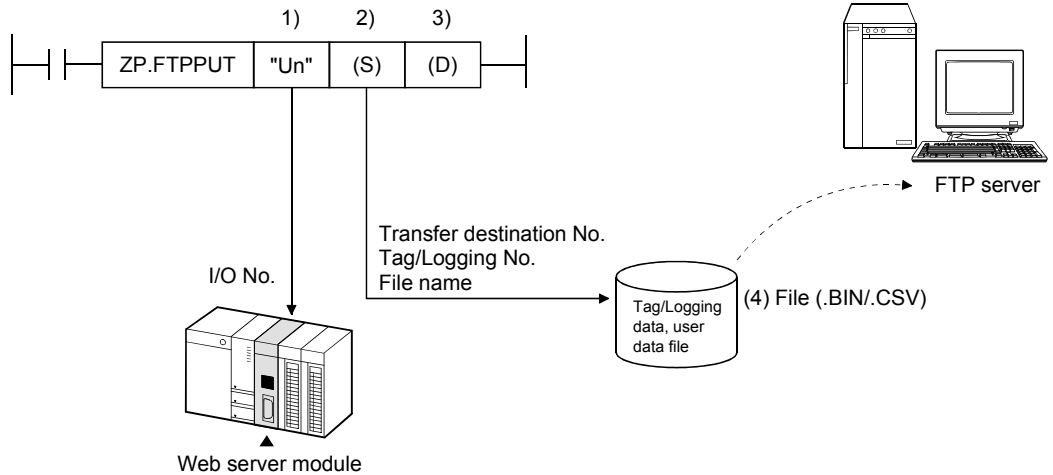 1) 2) 3)
ZP.FTPPUT "Un" (S) (D)
FTP server
Transfer destination No.
Tag/Logging No.
File name
I/O No.
Tag/Logging
data, user
data file
(4) File (.BIN/.CSV)
Web server module